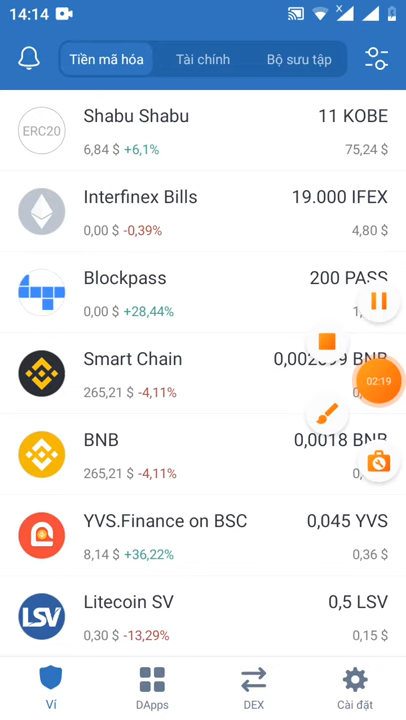 14:14
Tiền mã hóa
Tài chính
Bộ sưu tập
ERC20
Shabu Shabu
11 KOBE
6,84 $ +6,1%
75,24 $
Interfinex Bills
19.000 IFEX
0,00 $ -0,39%
4,80 $
Blockpass
200 PASS
0,00 $ +28,44%
Smart Chain
BNB
265,21 $ -4,11%
02:19
BNB
0,0018 BNB
265,21 $ -4,11%
YVS.Finance on BSC
0,045 YVS
8,14 $ +36,22%
0,36 $
LSV
Litecoin SV
0,5 LSV
0,30 $ -13,29%
0,15 $
Ví
DApps
DEX
Cài đặt